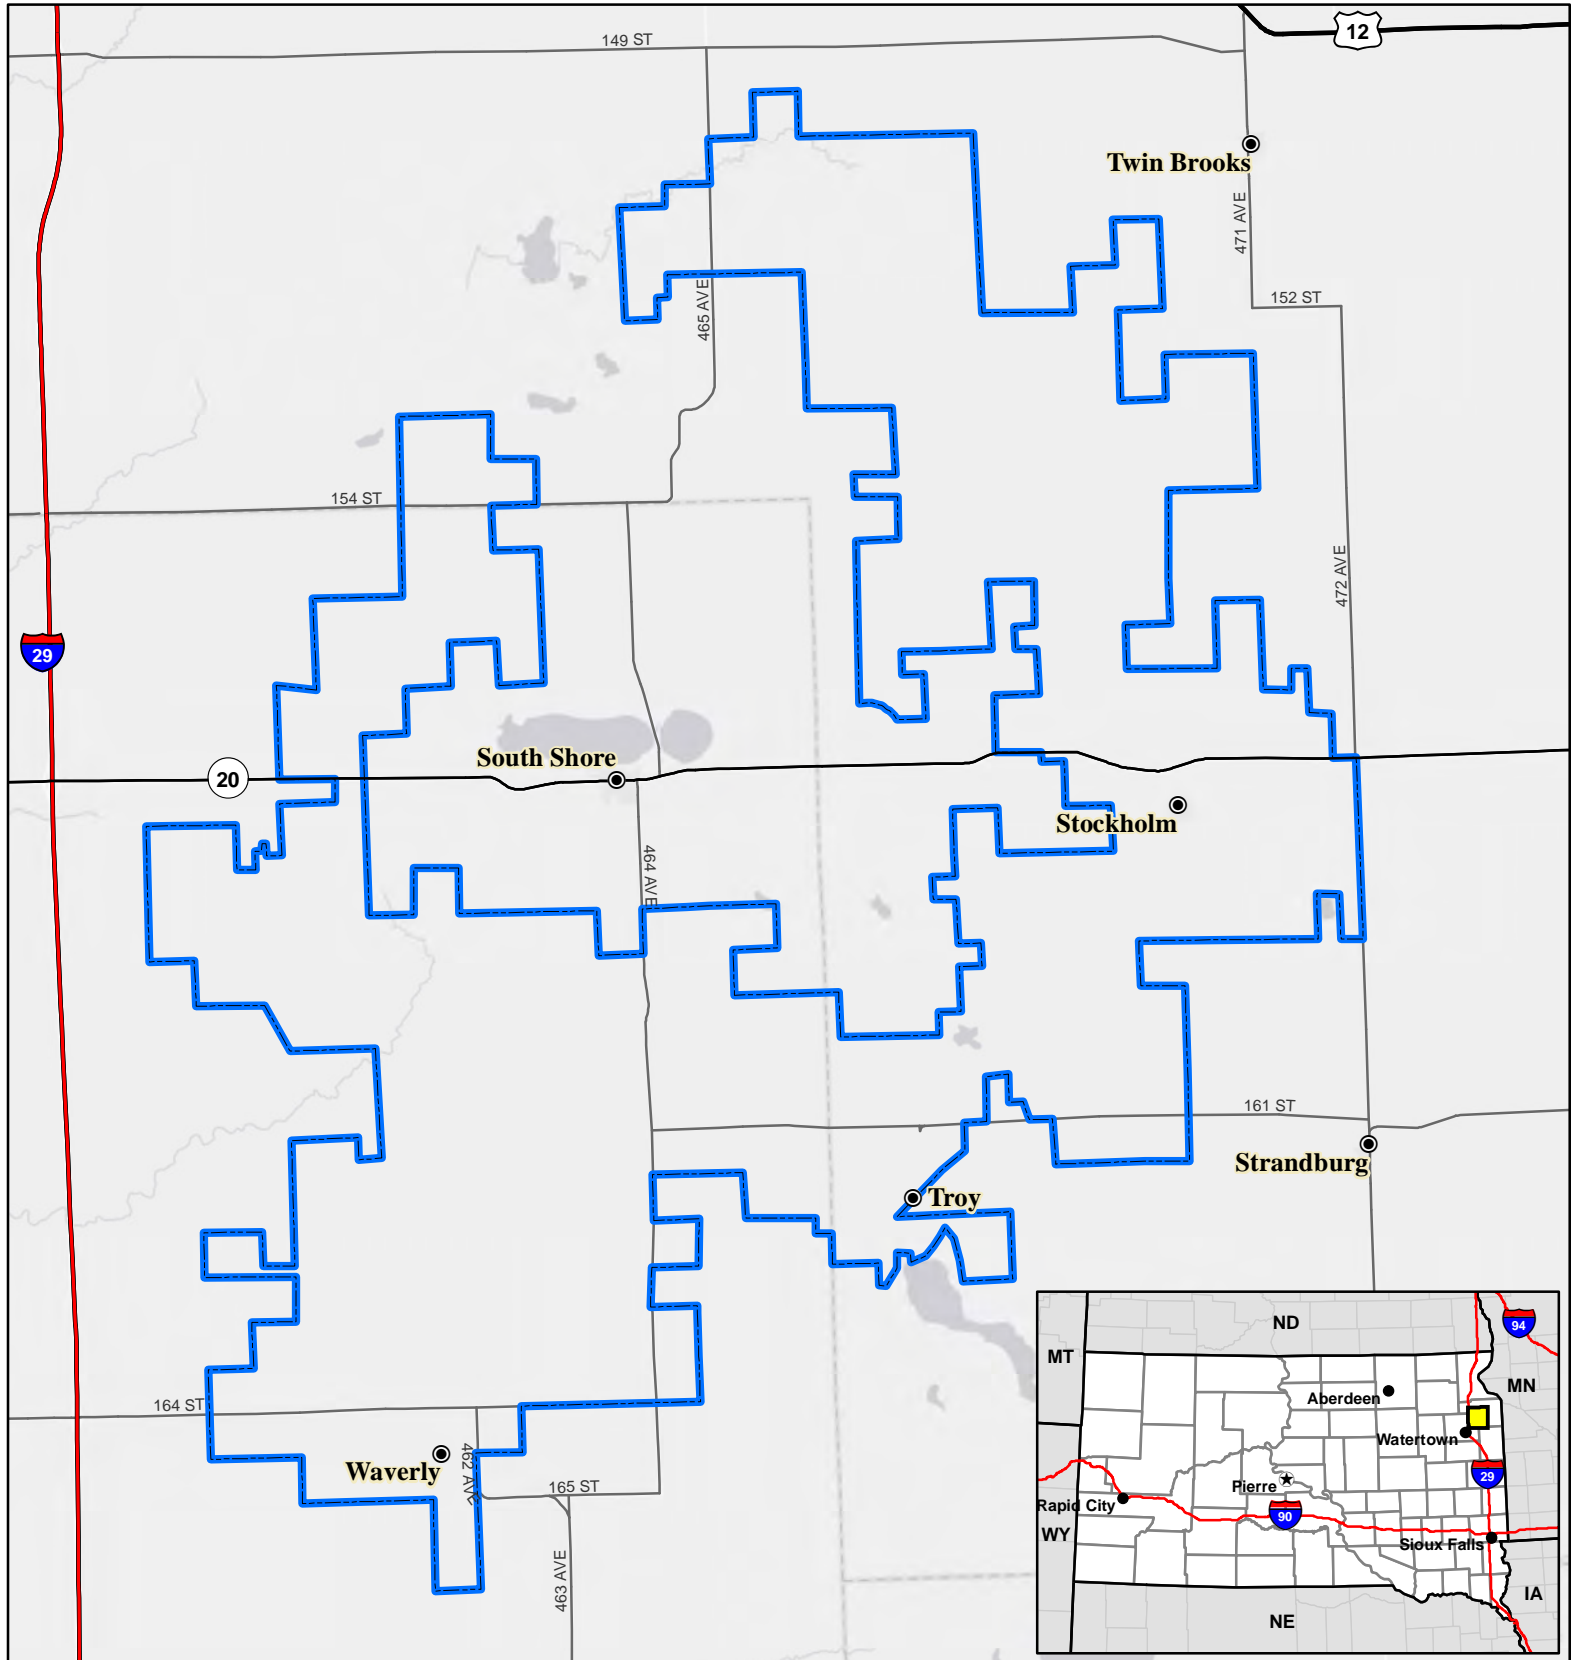 149 ST
12
Twin Brooks
471 AVE
152 ST
465 AVE
154 ST
472 AVE
29
South Shore
20
Stockholm
464 AVE
161 ST
Strandburg
Troy
164 ST
Waverly
462 AVE
165 ST
463 AVE
ND
94
MT
MN
Aberdeen
Watertown
29
Pierre
Rapid City
90
WY
Sioux Falls
IA
NE